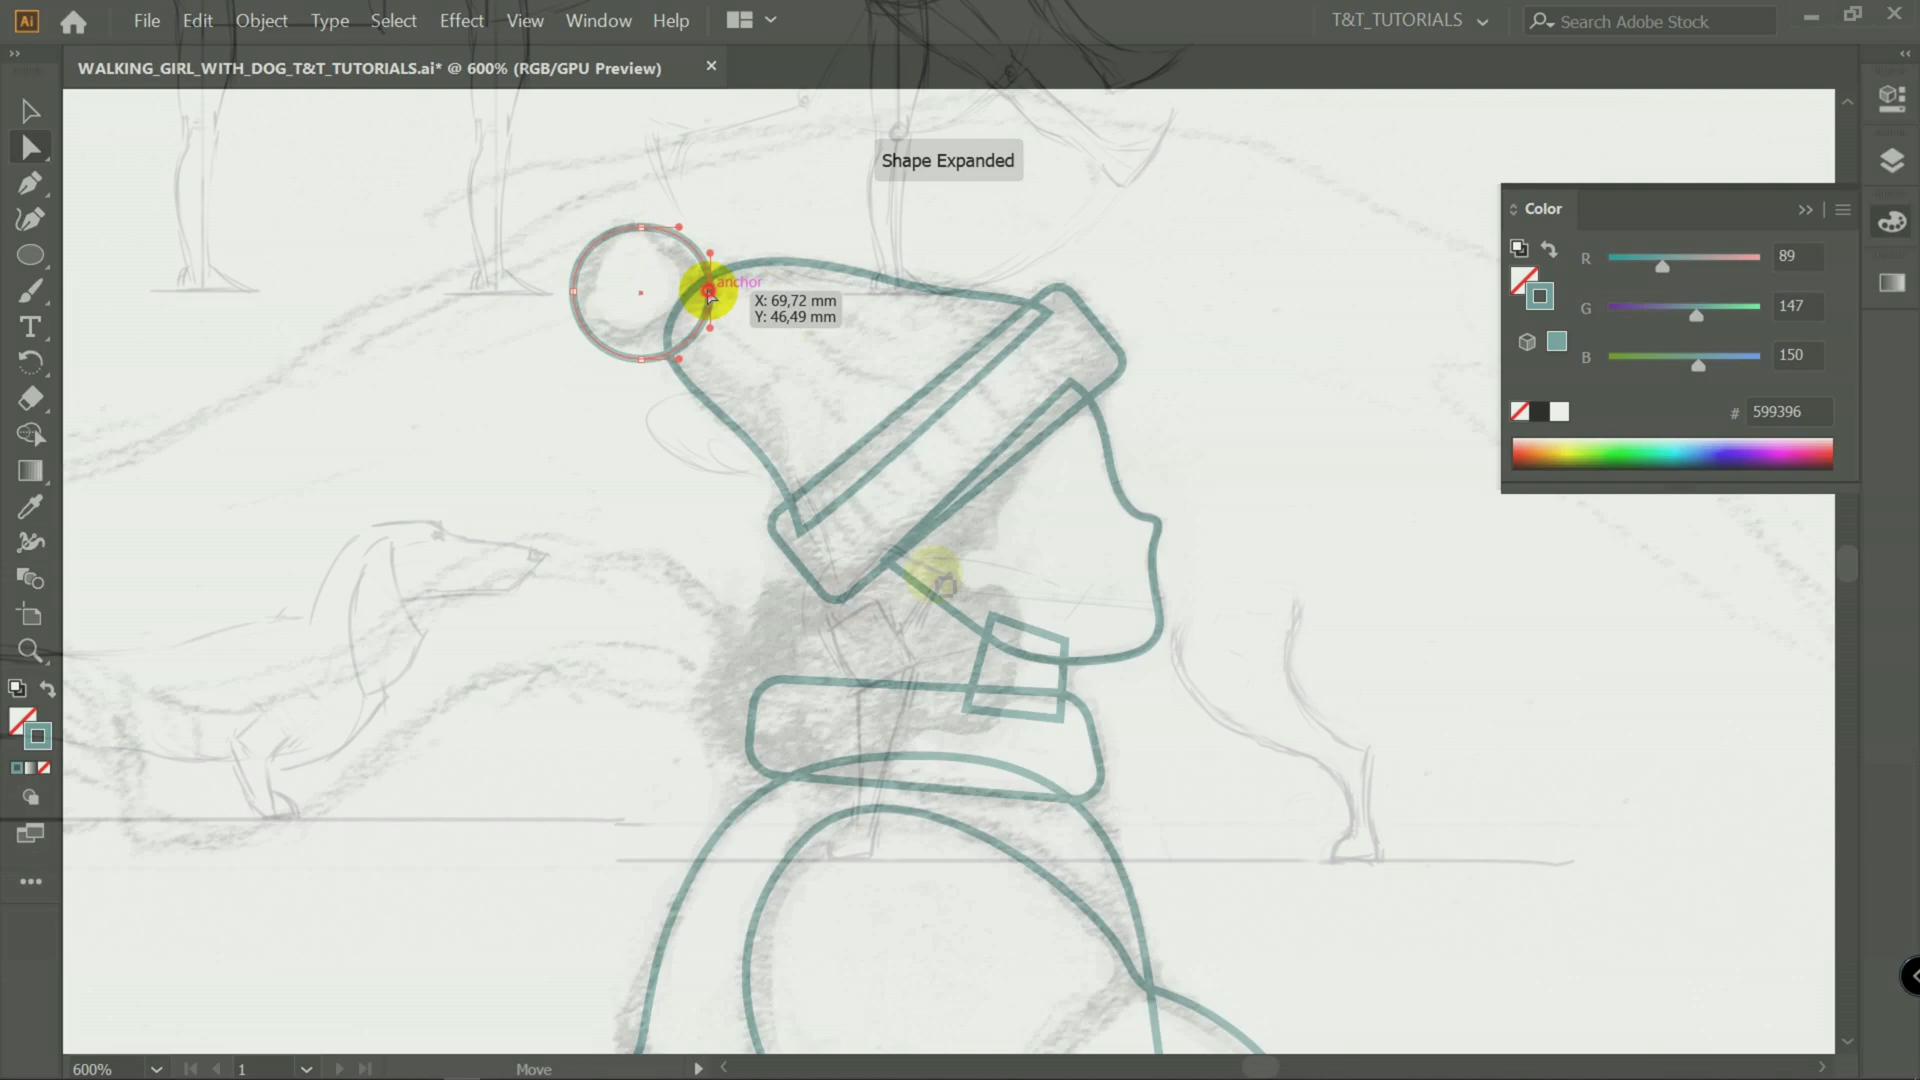 Ai
File Edit Object Type Select Effect View Window Help
T&T_TUTORIALS
Search Adobe Stock
WALKING_GIRL_WITH_DOG_T&T_TUTORIALS.ai* @ 600% (RGB/GPU Preview)
Shape Expanded
Color
R 89
G 147
B 150
# 599396
anchor
X: 69,72 mm
Y: 46,49 mm
600%
1
Move